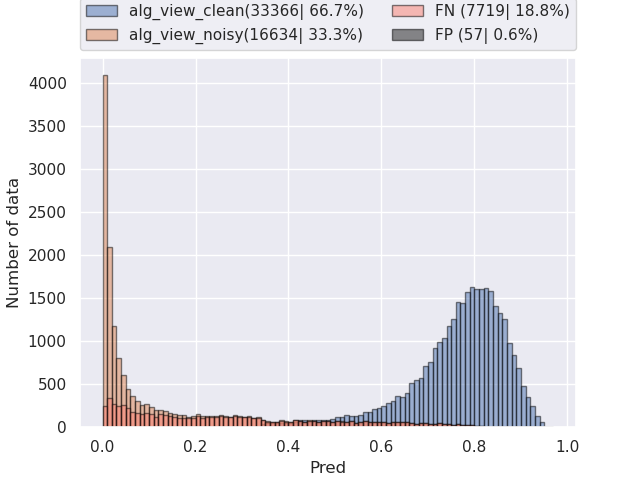 alg_view_clean(33366| 66.7%)
alg_view_noisy(16634| 33.3%)
FN (7719| 18.8%)
FP (57| 0.6%)
4000
3500
3000
2500
2000
1500
1000
500
0
Number of data
0.0 0.2 0.4 0.6 0.8 1.0
Pred